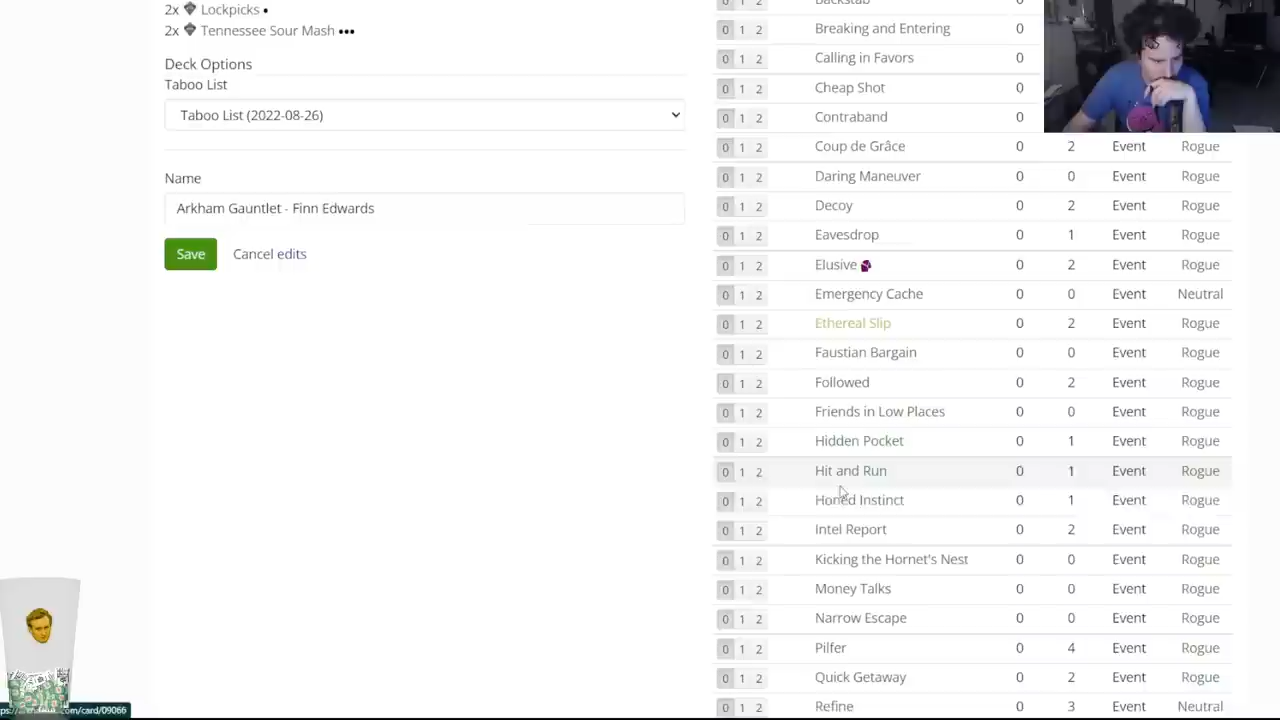 2x Lockpicks •
2x Tennessee Sour Mash •••
Deck Options
Taboo List
Taboo List (2022-08-26)
Name
Arkham Gauntlet - Finn Edwards
Save Cancel edits
0 1 2 Backstab 0
0 1 2 Breaking and Entering 0
0 1 2 Calling in Favors 0
0 1 2 Cheap Shot 0
0 1 2 Contraband 0
0 1 2 Coup de Grâce 0 2 Event Rogue
0 1 2 Daring Maneuver 0 0 Event Rogue
0 1 2 Decoy 0 2 Event Rogue
0 1 2 Eavesdrop 0 1 Event Rogue
0 1 2 Elusive 0 2 Event Rogue
0 1 2 Emergency Cache 0 0 Event Neutral
0 1 2 Ethereal Slip 0 2 Event Rogue
0 1 2 Faustian Bargain 0 0 Event Rogue
0 1 2 Followed 0 2 Event Rogue
0 1 2 Friends in Low Places 0 0 Event Rogue
0 1 2 Hidden Pocket 0 1 Event Rogue
0 1 2 Hit and Run 0 1 Event Rogue
0 1 2 Honed Instinct 0 1 Event Rogue
0 1 2 Intel Report 0 2 Event Rogue
0 1 2 Kicking the Hornet's Nest 0 0 Event Rogue
0 1 2 Money Talks 0 0 Event Rogue
0 1 2 Narrow Escape 0 0 Event Rogue
0 1 2 Pilfer 0 4 Event Rogue
0 1 2 Quick Getaway 0 2 Event Rogue
0 1 2 Refine 0 3 Event Neutral
com/card/09066